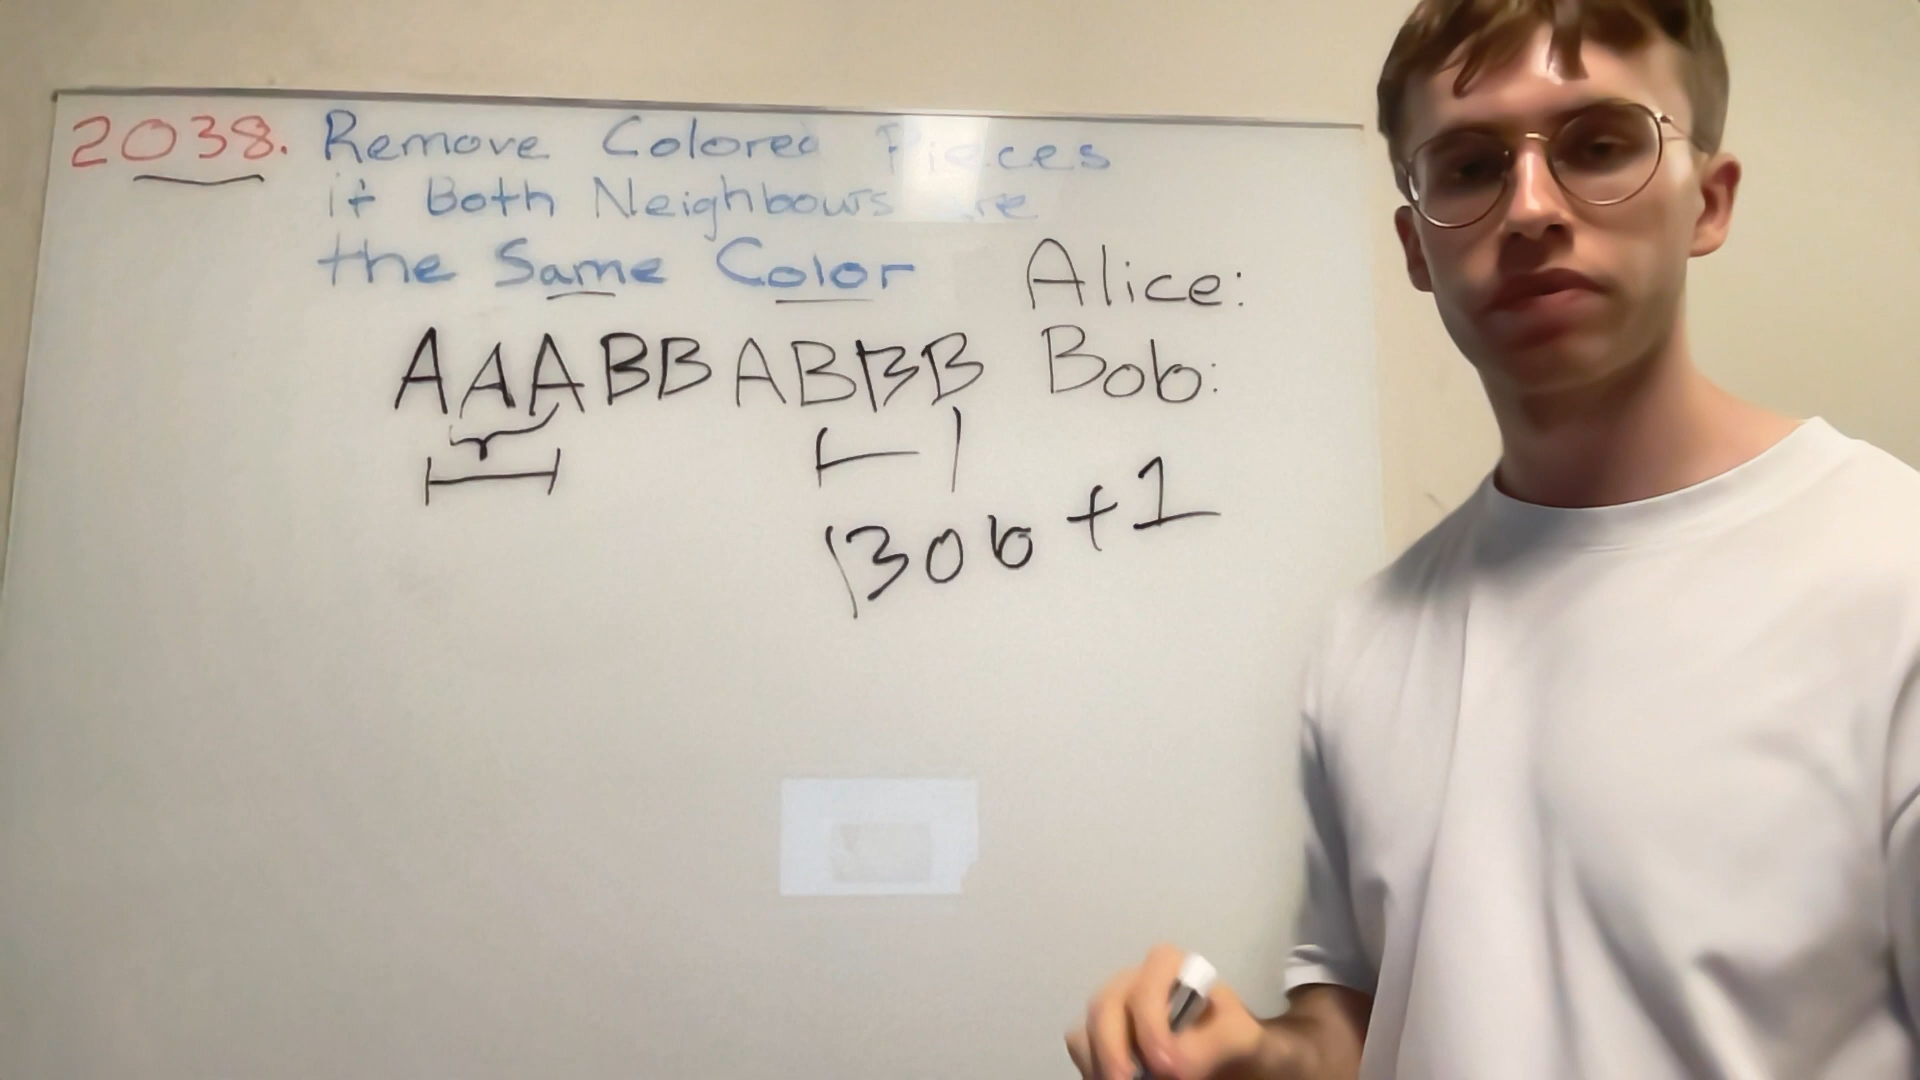 2038. Remove Colored Pieces
if Both Neighbours are
the Same Color
Alice:
AAABBABBB
Bob:
Bob +1